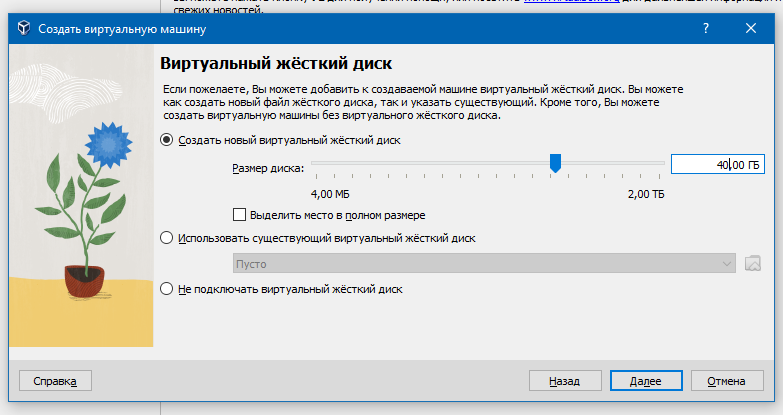 свежих новостей.
Создать виртуальную машину
Виртуальный жёсткий диск
Если пожелаете, Вы можете добавить к создаваемой машине виртуальный жёсткий диск. Вы можете
как создать новый файл жёсткого диска, так и указать существующий. Кроме того, Вы можете
создать виртуальную машины без виртуального жёсткого диска.
Создать новый виртуальный жёсткий диск
Размер диска:
40,00 ГБ
4,00 МБ
2,00 ТБ
Выделить место в полном размере
Использовать существующий виртуальный жёсткий диск
Пусто
Не подключать виртуальный жёсткий диск
Справка
Назад
Далее
Отмена